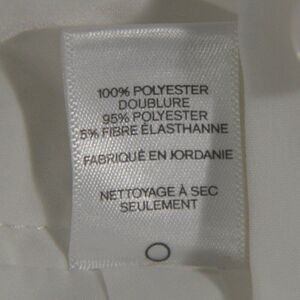 100% POLYESTER
DOUBLURE
95% POLYESTER
5% FIBRE ÉLASTHANNE
FABRIQUÉ EN JORDANIE
NETTOYAGE À SEC
SEULEMENT